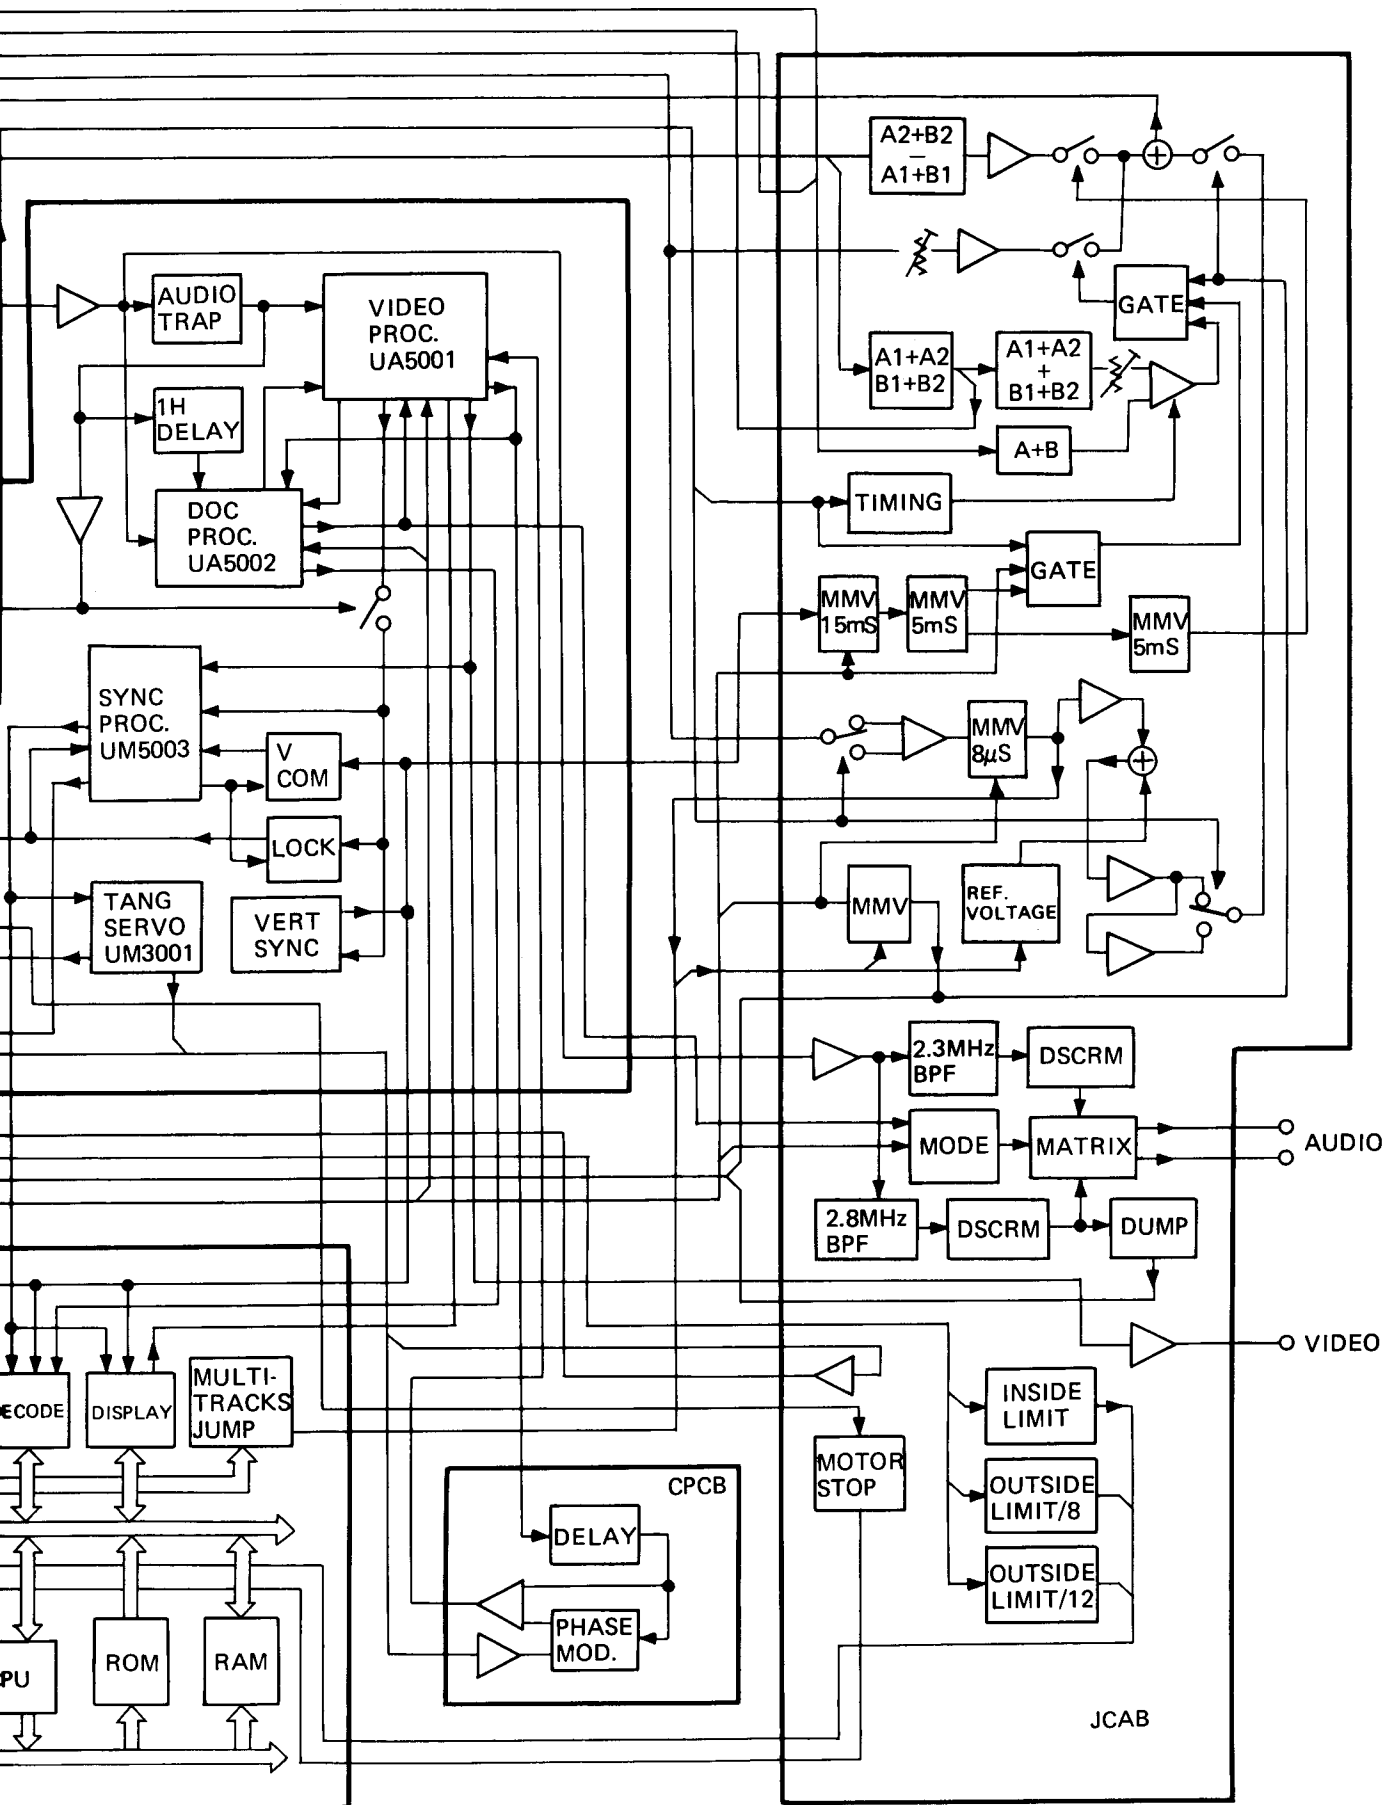 A2+B2
—
A1+B1
GATE
AUDIO
TRAP
VIDEO
PROC.
UA5001
A1+A2
B1+B2
A1+A2
+
B1+B2
1H
DELAY
A+B
DOC
PROC.
UA5002
TIMING
GATE
MMV
15mS
MMV
5mS
MMV
5mS
SYNC
PROC.
UM5003
V
COM
MMV
8μS
LOCK
TANG
SERVO
UM3001
VERT
SYNC
MMV
REF.
VOLTAGE
2.3MHz
BPF
DSCRM
MODE
MATRIX
AUDIO
2.8MHz
BPF
DSCRM
DUMP
VIDEO
ECODE
DISPLAY
MULTI-
TRACKS
JUMP
INSIDE
LIMIT
MOTOR
STOP
CPCB
OUTSIDE
LIMIT/8
DELAY
OUTSIDE
LIMIT/12
PHASE
MOD.
PU
ROM
RAM
JCAB